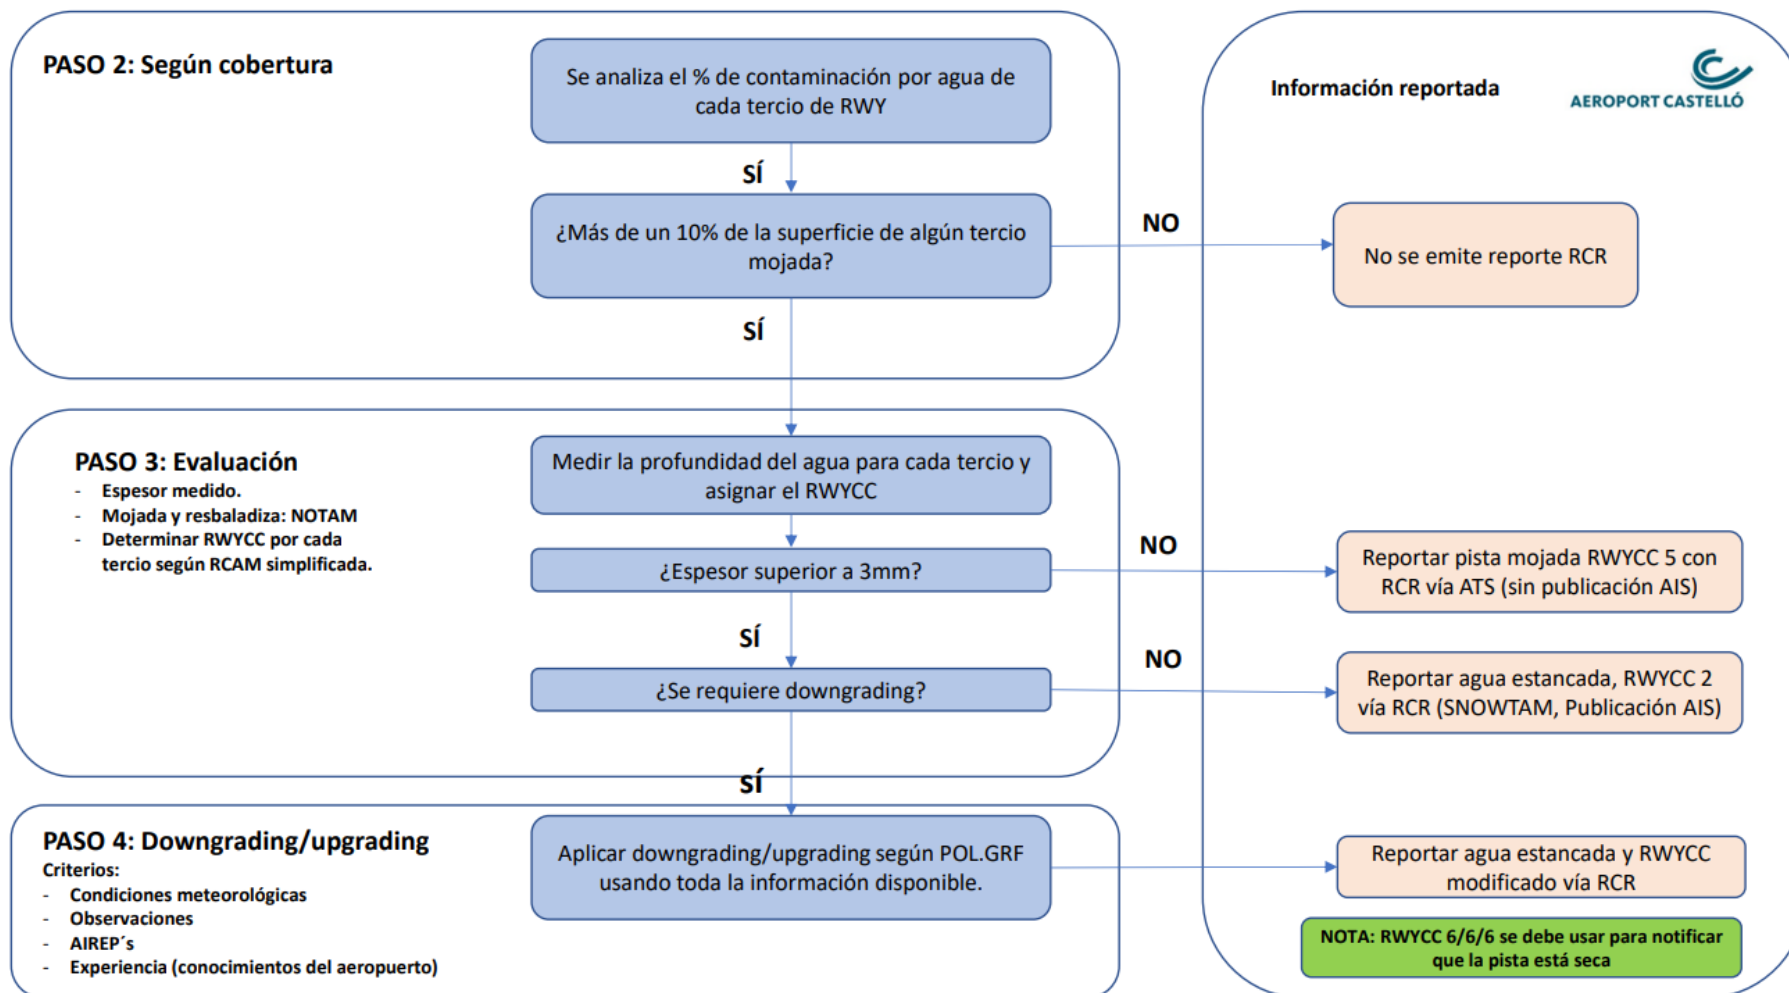 PASO 2: Según cobertura
Se analiza el % de contaminación por agua de
cada tercio de RWY
SÍ
¿Más de un 10% de la superficie de algún tercio
mojada?
NO
SÍ
Información reportada
AEROPORT CASTELLÓ
No se emite reporte RCR
PASO 3: Evaluación
- Espesor medido.
- Mojada y resbaladiza: NOTAM
- Determinar RWYCC por cada
tercio según RCAM simplificada.
Medir la profundidad del agua para cada tercio y
asignar el RWYCC
¿Espesor superior a 3mm?
NO
Reportar pista mojada RWYCC 5 con
RCR vía ATS (sin publicación AIS)
SÍ
¿Se requiere downgrading?
NO
Reportar agua estancada, RWYCC 2
vía RCR (SNOWTAM, Publicación AIS)
SÍ
PASO 4: Downgrading/upgrading
Criterios:
- Condiciones meteorológicas
- Observaciones
- AIREP´s
- Experiencia (conocimientos del aeropuerto)
Aplicar downgrading/upgrading según POL.GRF
usando toda la información disponible.
Reportar agua estancada y RWYCC
modificado vía RCR
NOTA: RWYCC 6/6/6 se debe usar para notificar
que la pista está seca